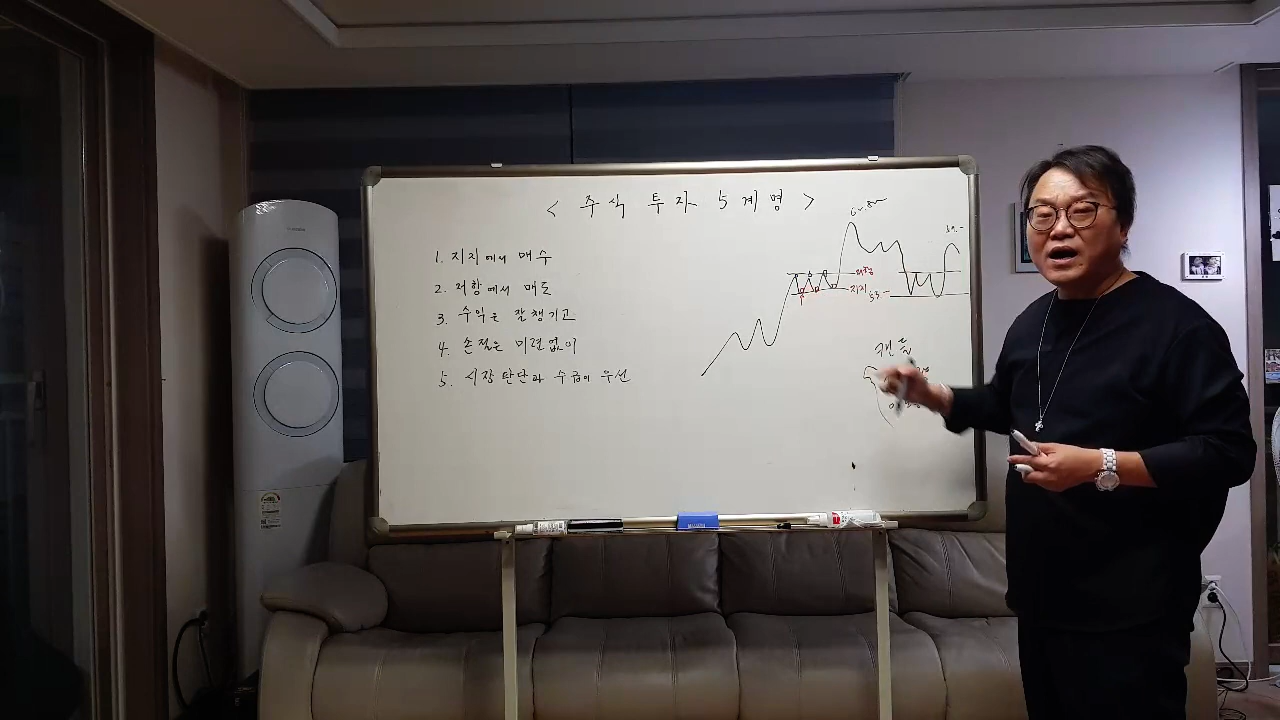 < 주식 투자 5계명 >
1. 지지에서 매수
2. 저항에서 매도
3. 수익은 잘 챙기고
4. 손절은 미련없이
5. 시장 판단과 수급이 우선
저항
지지
캔들